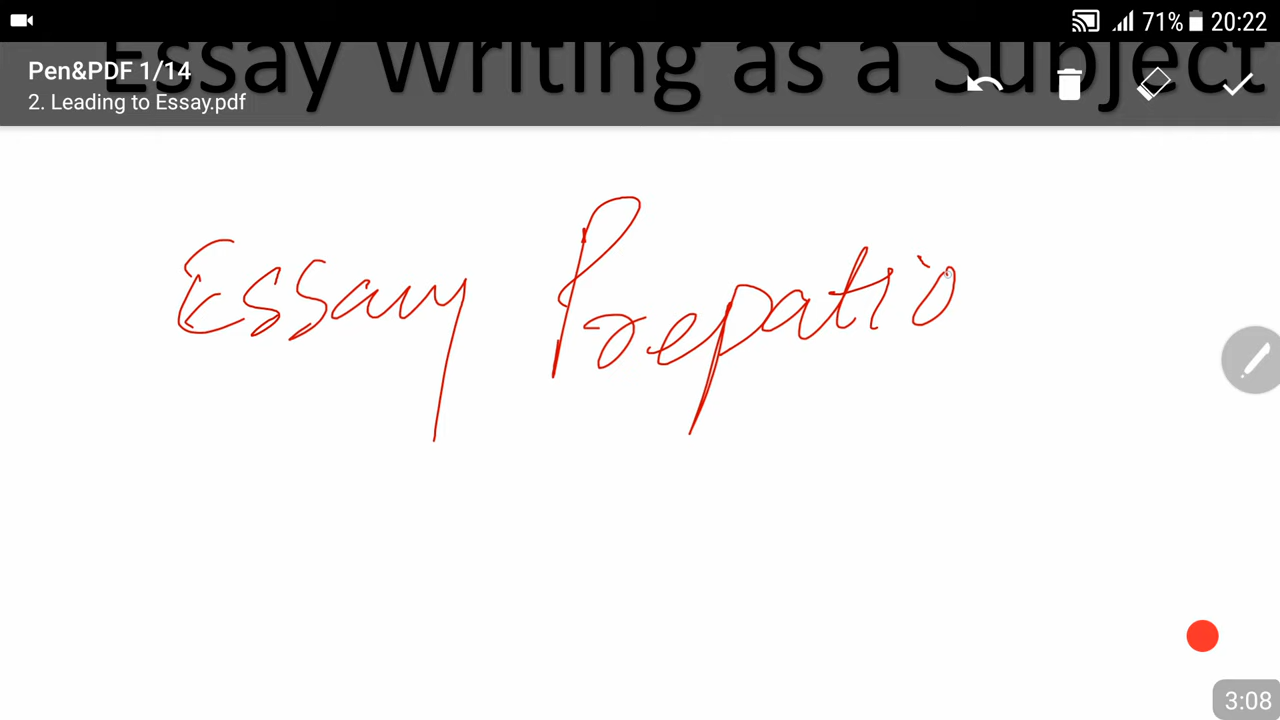 71% 20:22
Essay Writing as a Subject
Pen&PDF 1/14
2. Leading to Essay.pdf
Essay Prepatio
3:08